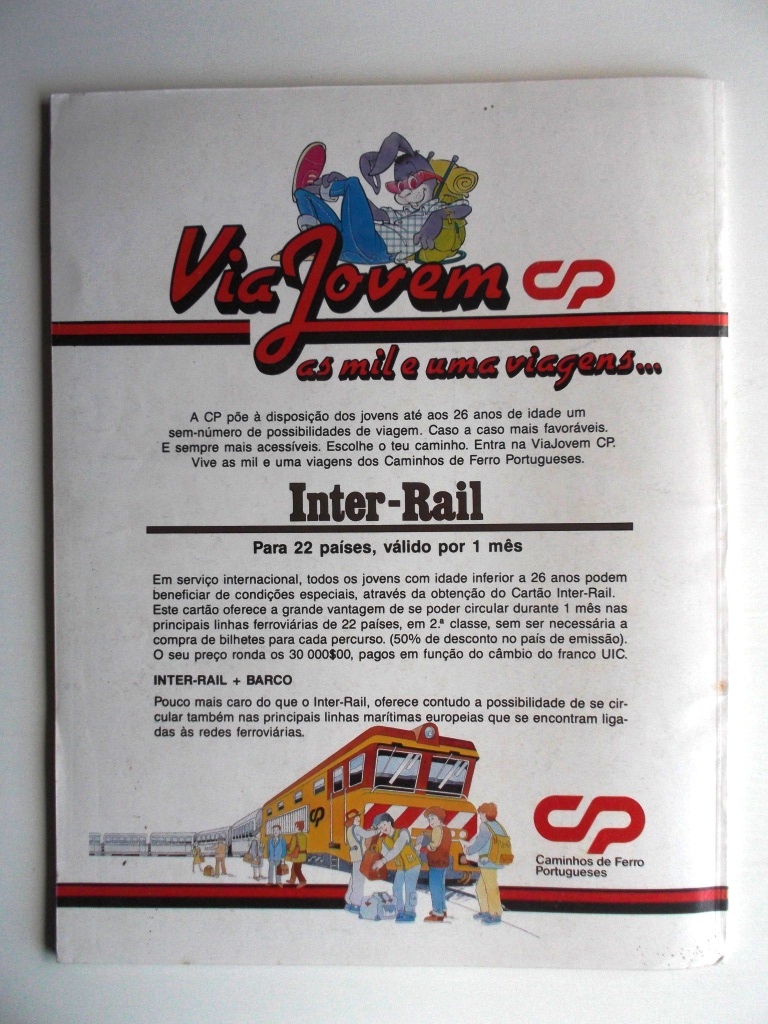 ViaJovem CP
as mil e uma viagens...
A CP põe à disposição dos jovens até aos 26 anos de idade um
sem-número de possibilidades de viagem. Caso a caso mais favoráveis.
E sempre mais acessíveis. Escolhe o teu caminho. Entra na ViaJovem CP.
Vive as mil e uma viagens dos Caminhos de Ferro Portugueses.
Inter-Rail
Para 22 países, válido por 1 mês
Em serviço internacional, todos os jovens com idade inferior a 26 anos podem
beneficiar de condições especiais, através da obtenção do Cartão Inter-Rail.
Este cartão oferece a grande vantagem de se poder circular durante 1 mês nas
principais linhas ferroviárias de 22 países, em 2.ª classe, sem ser necessária a
compra de bilhetes para cada percurso. (50% de desconto no país de emissão).
O seu preço ronda os 30 000$00, pagos em função do câmbio do franco UIC.
INTER-RAIL + BARCO
Pouco mais caro do que o Inter-Rail, oferece contudo a possibilidade de se cir-
cular também nas principais linhas marítimas europeias que se encontram liga-
das às redes ferroviárias.
CP
CP
Caminhos de Ferro
Portugueses